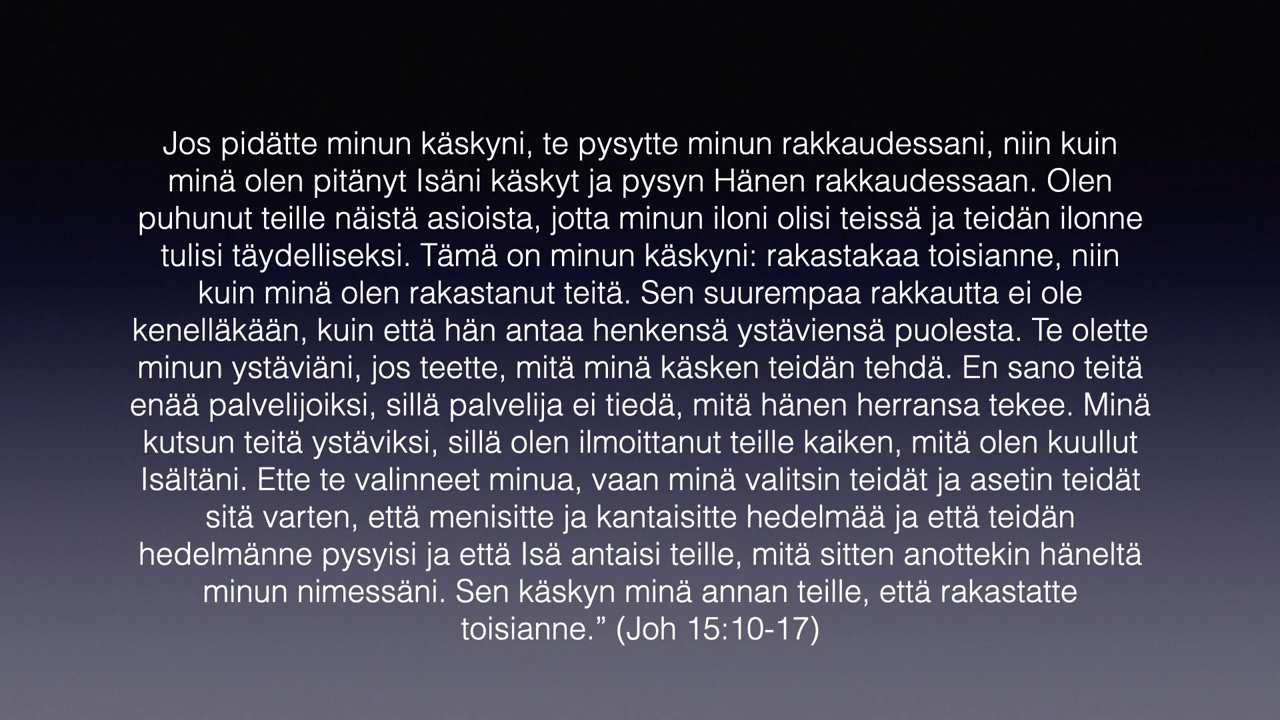 Jos pidätte minun käskyni, te pysytte minun rakkaudessani, niin kuin
minä olen pitänyt Isäni käskyt ja pysyn Hänen rakkaudessaan. Olen
puhunut teille näistä asioista, jotta minun iloni olisi teissä ja teidän ilonne
tulisi täydelliseksi. Tämä on minun käskyni: rakastakaa toisianne, niin
kuin minä olen rakastanut teitä. Sen suurempaa rakkautta ei ole
kenelläkään, kuin että hän antaa henkensä ystäviensä puolesta. Te olette
minun ystäviäni, jos teette, mitä minä käsken teidän tehdä. En sano teitä
enää palvelijoiksi, sillä palvelija ei tiedä, mitä hänen herransa tekee. Minä
kutsun teitä ystäviksi, sillä olen ilmoittanut teille kaiken, mitä olen kuullut
Isältäni. Ette te valinneet minua, vaan minä valitsin teidät ja asetin teidät
sitä varten, että menisitte ja kantaisitte hedelmää ja että teidän
hedelmänne pysyisi ja että Isä antaisi teille, mitä sitten anottekin häneltä
minun nimessäni. Sen käskyn minä annan teille, että rakastatte
toisianne.” (Joh 15:10-17)